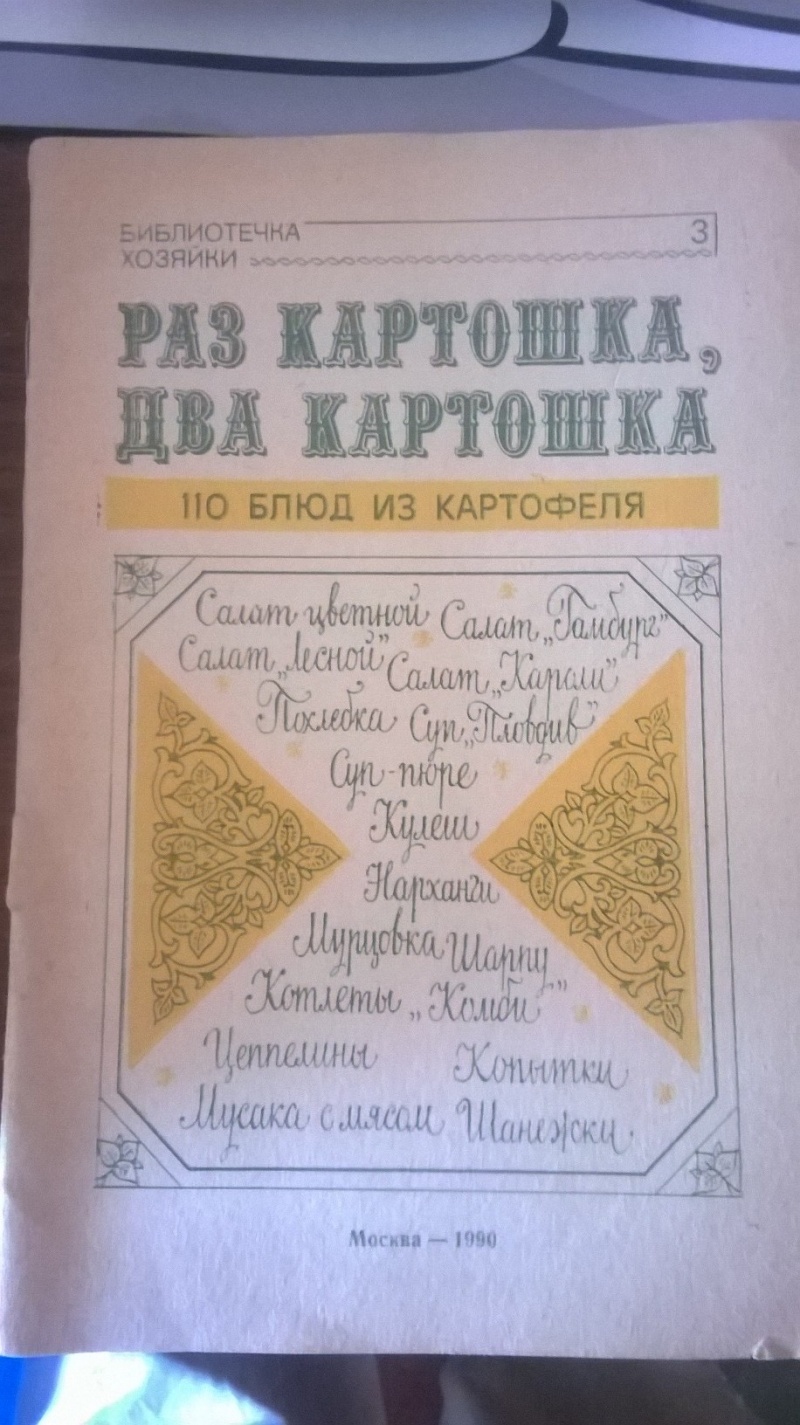 БИБЛИОТЕЧКА
ХОЗЯЙКИ
3
РАЗ КАРТОШКА,
ДВА КАРТОШКА
110 БЛЮД ИЗ КАРТОФЕЛЯ
Салат цветной Салат „Гамбург"
Салат „Лесной" Салат „Кароли"
Похлебка Суп „Пловдив"
Суп-пюре
Кулеш
Нарханги
Мурцовка Шарпу
Котлеты „Комби"
Цеппелины Копытки
Мусака с мясом Шанежки.
Москва — 1990